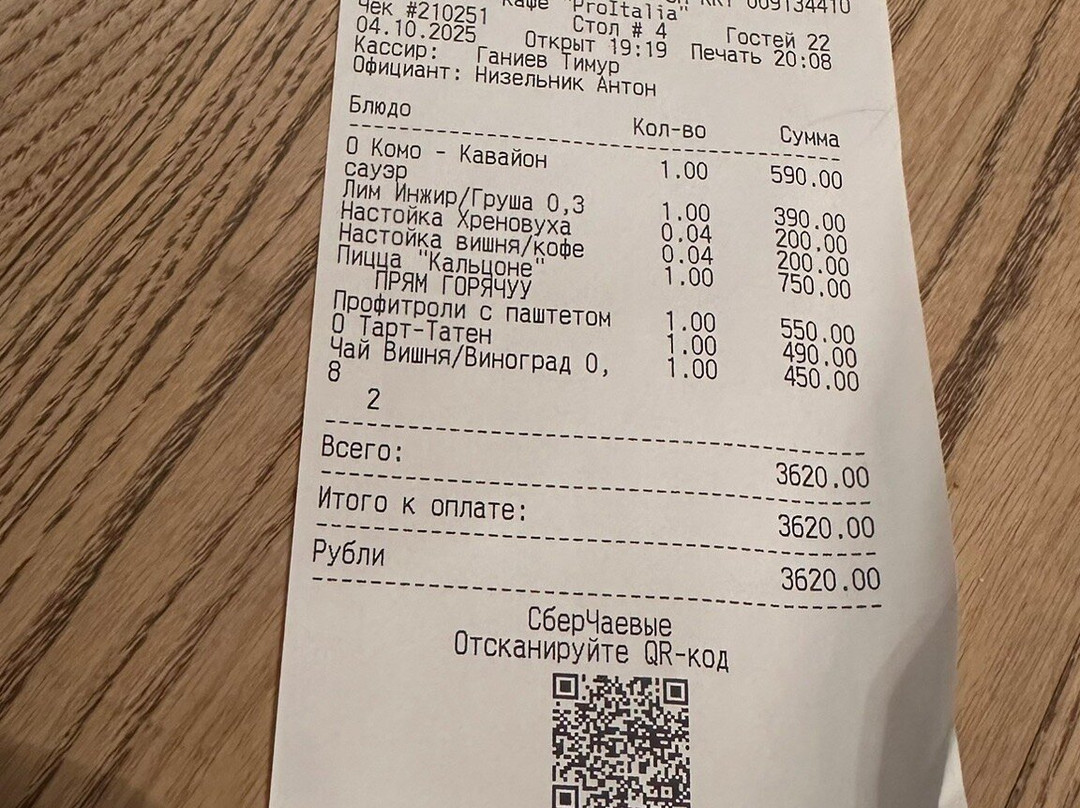 Кафе "ProItalia"
ККТ 009134410
Чек #210251 Стол # 4 Гостей 22
04.10.2025 Открыт 19:19 Печать 20:08
Кассир: Ганиев Тимур
Официант: Низельник Антон
Блюдо Кол-во Сумма
О Комо - Кавайон 1.00 590.00
сауэр
Лим Инжир/Груша 0,3 1.00 390.00
Настойка Хреновуха 0.04 200.00
Настойка вишня/кофе 0.04 200.00
Пицца "Кальцоне" 1.00 750.00
ПРЯМ ГОРЯЧУУ
Профитроли с паштетом 1.00 550.00
О Тарт-Татен 1.00 490.00
Чай Вишня/Виноград 0, 1.00 450.00
8
2
Всего: 3620.00
Итого к оплате: 3620.00
Рубли 3620.00
СберЧаевые
Отсканируйте QR-код